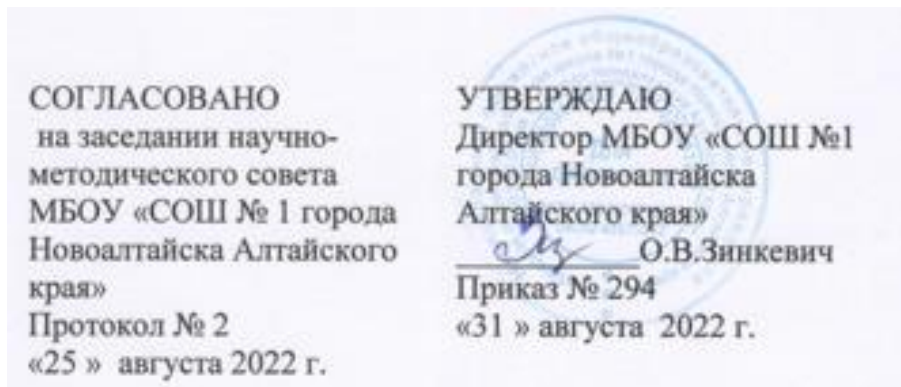 СОГЛАСОВАНО
на заседании научно-
методического совета
МБОУ «СОШ № 1 города
Новоалтайска Алтайского
края»
Протокол № 2
«25 » августа 2022 г.
УТВЕРЖДАЮ
Директор МБОУ «СОШ №1
города Новоалтайска
Алтайского края»
О.В.Зинкевич
Приказ № 294
«31 » августа 2022 г.